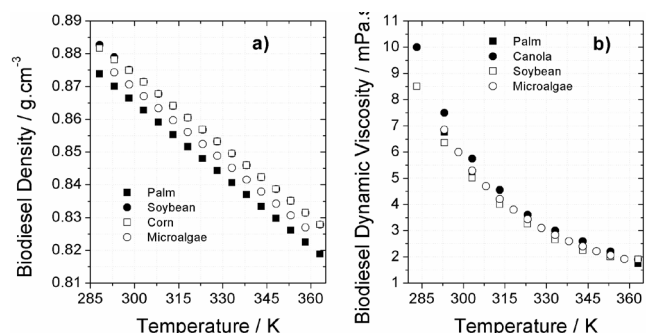 a)
Biodiesel Density / g.cm⁻³
0.89
0.88
0.87
0.86
0.85
0.84
0.83
0.82
0.81
Palm
Soybean
Corn
Microalgae
285 300 315 330 345 360
Temperature / K
b)
Biodiesel Dynamic Viscosity / mPa.s
11
10
9
8
7
6
5
4
3
2
1
Palm
Canola
Soybean
Microalgae
285 300 315 330 345 360
Temperature / K